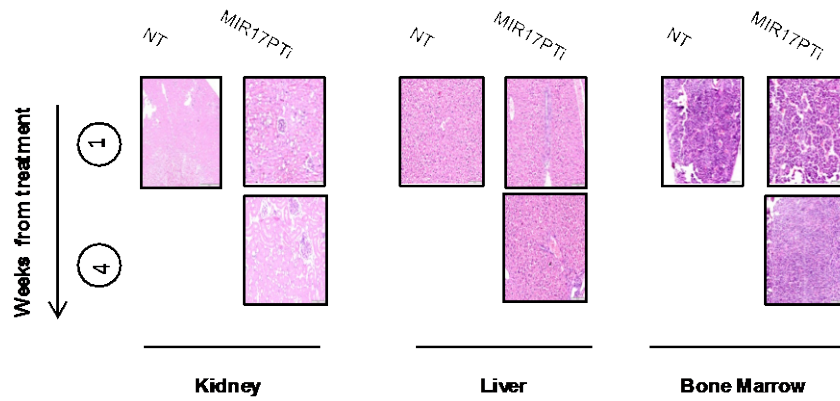 NT
MIR17PTi
NT
MIR17PTi
NT
MIR17PTi
Weeks from treatment
1
4
Kidney
Liver
Bone Marrow